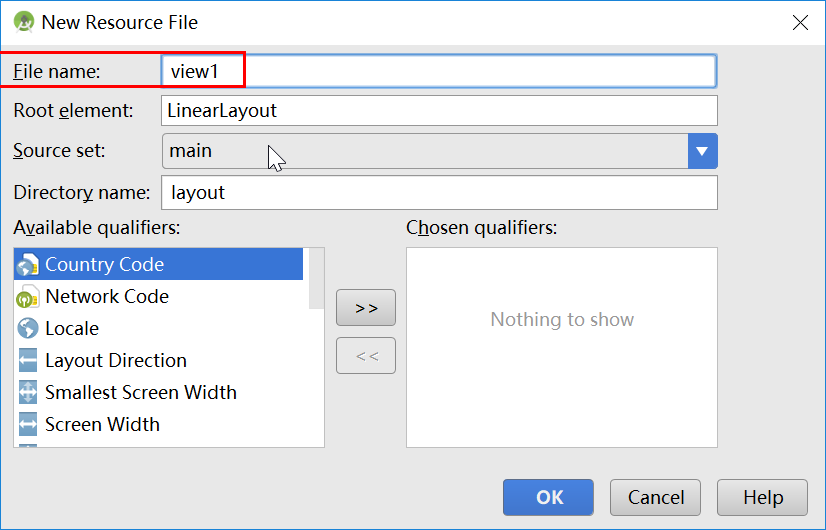 New Resource File
File name: view1
Root element: LinearLayout
Source set: main
Directory name: layout
Available qualifiers: Chosen qualifiers:
Country Code
Network Code
Locale
Layout Direction
Smallest Screen Width
Screen Width
>>
<<
Nothing to show
OK Cancel Help